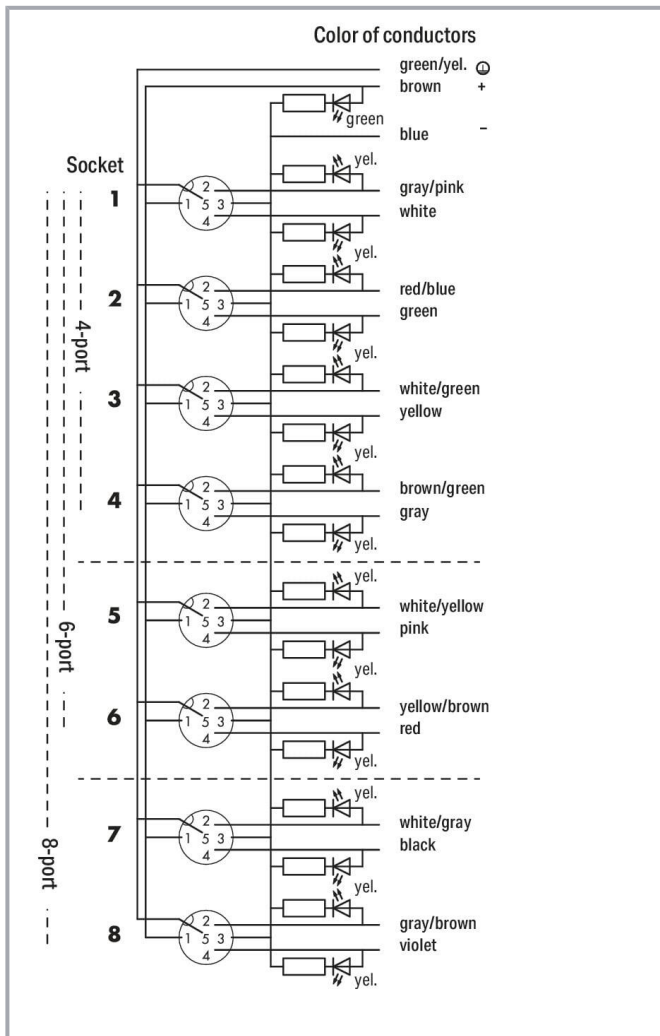 Color of conductors
green/yel.
brown +
green
blue –
Socket
yel.
1 2 1 5 3 4 gray/pink
white
yel.
2 2 1 5 3 4 red/blue
green
yel.
4-port
3 2 1 5 3 4 white/green
yellow
yel.
4 2 1 5 3 4 brown/green
gray
yel.
yel.
5 2 1 5 3 4 white/yellow
pink
6-port
yel.
6 2 1 5 3 4 yellow/brown
red
yel.
yel.
7 2 1 5 3 4 white/gray
black
8-port
yel.
8 2 1 5 3 4 gray/brown
violet
yel.